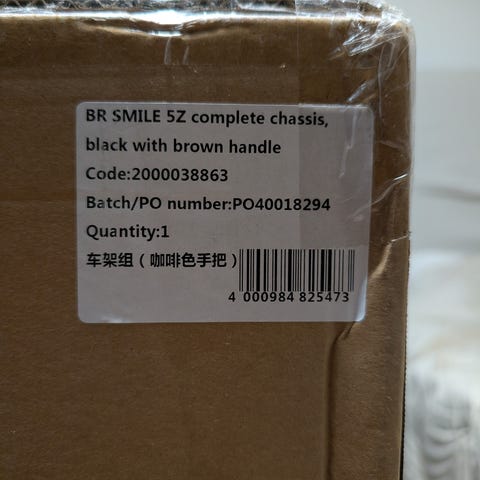 BR SMILE 5Z complete chassis,
black with brown handle
Code:2000038863
Batch/PO number:PO40018294
Quantity:1
车架组（咖啡色手把）
4 000984 825473